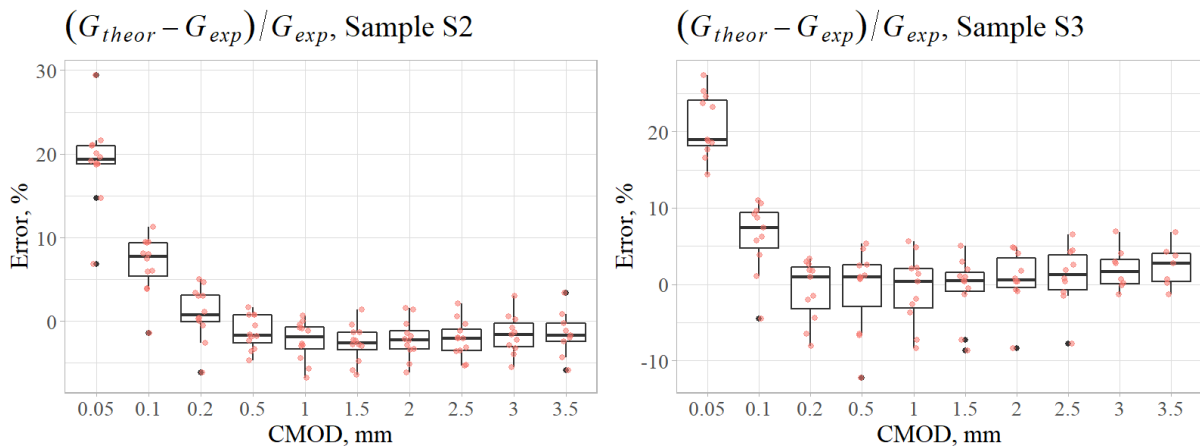 (G_theor − G_exp)/G_exp, Sample S2
Error, %
30
20
10
0
0.05 0.1 0.2 0.5 1 1.5 2 2.5 3 3.5
CMOD, mm
(G_theor − G_exp)/G_exp, Sample S3
Error, %
20
10
0
-10
0.05 0.1 0.2 0.5 1 1.5 2 2.5 3 3.5
CMOD, mm